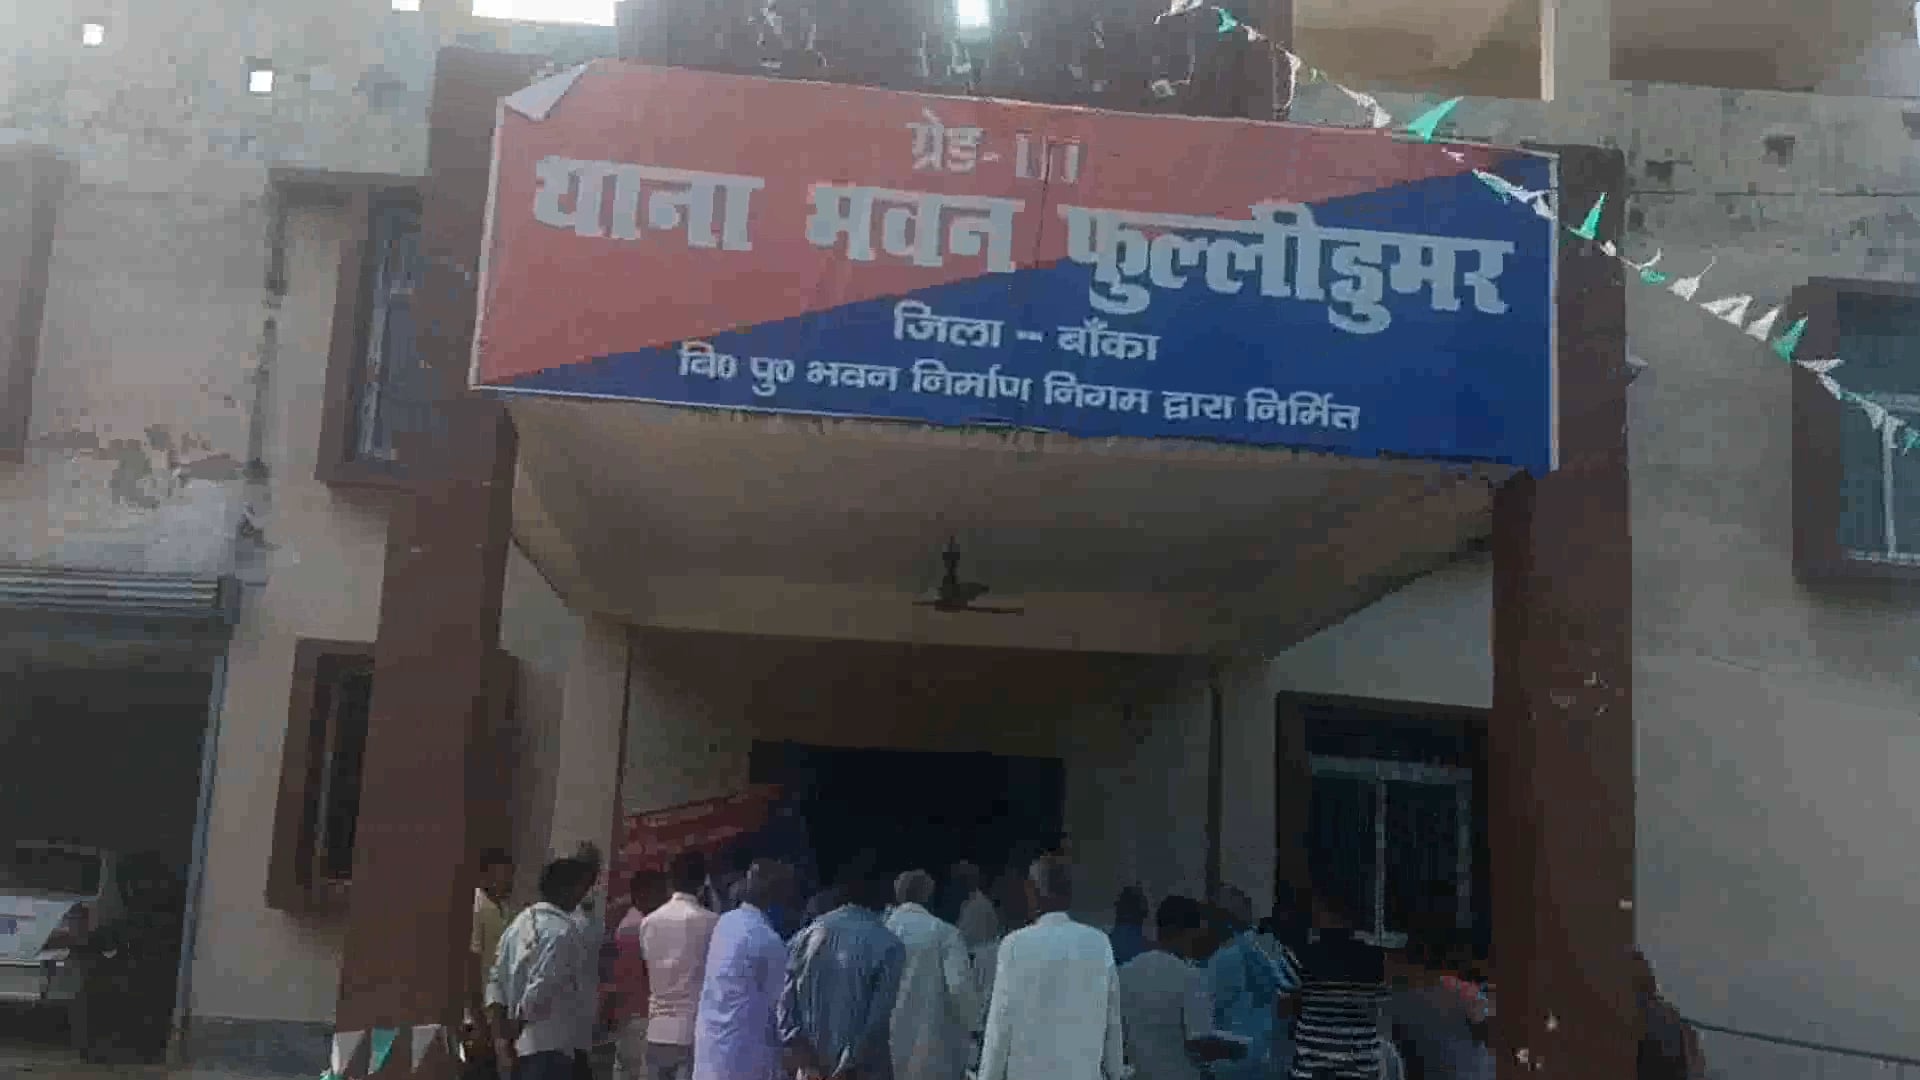 ग्रेड- III
थाना भवन फुल्लीडुमर
जिला - बाँका
बि० पु० भवन निर्माण निगम द्वारा निर्मित